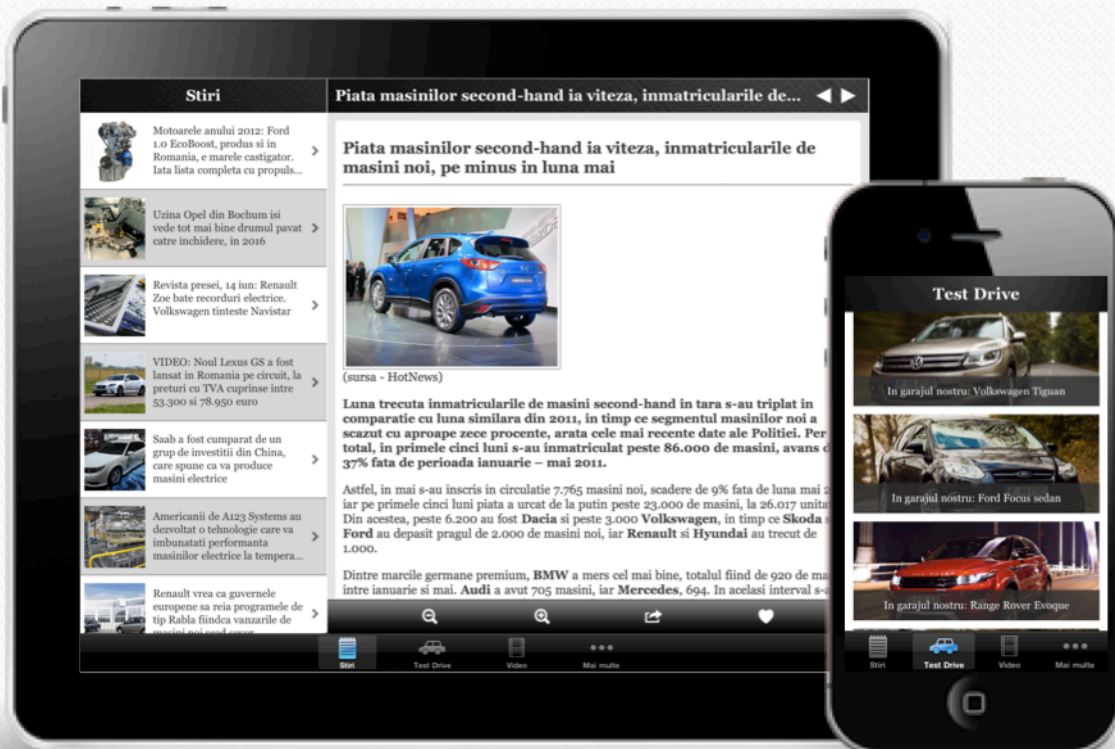 Stiri
Motoarele anului 2012: Ford
1.0 EcoBoost, produs si in
Romania, e marele castigator.
Iata lista completa cu propuls...
Uzina Opel din Bochum isi
vede tot mai bine drumul pavat
catre inchidere, in 2016
Revista presei, 14 iun: Renault
Zoe bate recorduri electrice.
Volkswagen tinteste Navistar
VIDEO: Noul Lexus GS a fost
lansat in Romania pe circuit, la
preturi cu TVA cuprinse intre
53.300 si 78.950 euro
Saab a fost cumparat de un
grup de investitii din China,
care spune ca va produce
masini electrice
Americanii de A123 Systems au
dezvoltat o tehnologie care va
imbunatati performanta
masinilor electrice la tempera...
Renault vrea ca guvernele
europene sa reia programele de
tip Rabla fiindca vanzarile de
Piata masinilor second-hand ia viteza, inmatricularile de...
Piata masinilor second-hand ia viteza, inmatricularile de
masini noi, pe minus in luna mai
(sursa - HotNews)
Luna trecuta inmatricularile de masini second-hand in tara s-au triplat in
comparatie cu luna similara din 2011, in timp ce segmentul masinilor noi a
scazut cu aproape zece procente, arata cele mai recente date ale Politiei. Per
total, in primele cinci luni s-au inmatriculat peste 86.000 de masini, avans
37% fata de perioada ianuarie – mai 2011.
Astfel, in mai s-au inscris in circulatie 7.765 masini noi, scadere de 9% fata de luna mai
iar pe primele cinci luni piata a urcat de la putin peste 23.000 de masini, la 26.017
Din acestea, peste 6.200 au fost Dacia si peste 3.000 Volkswagen, in timp ce Skoda
Ford au depasit pragul de 2.000 de masini noi, iar Renault si Hyundai au trecut de
1.000.
Dintre marcile germane premium, BMW a mers cel mai bine, totalul fiind de 920 de
intre ianuarie si mai. Audi a avut 705 masini, iar Mercedes, 694. In acelasi interval
Stiri
Test Drive
Video
Mai multe
Test Drive
In garajul nostru: Volkswagen Tiguan
In garajul nostru: Ford Focus sedan
In garajul nostru: Range Rover Evoque
Stiri
Test Drive
Video
Mai multe